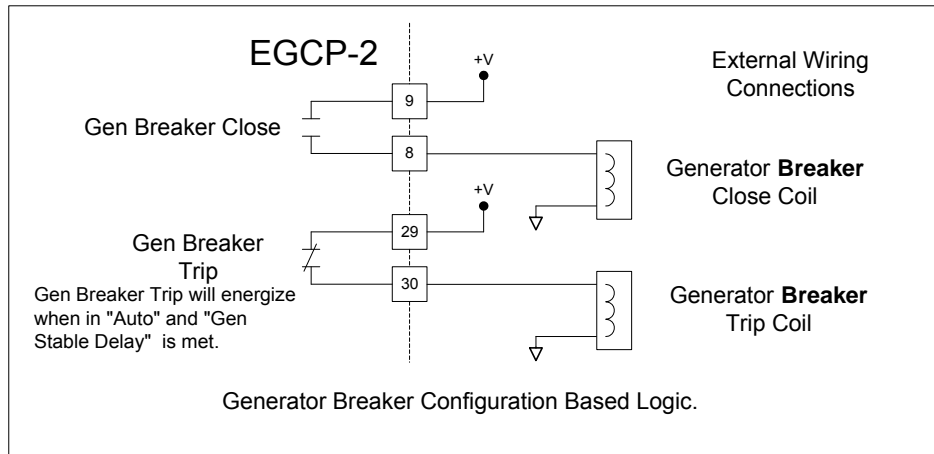 EGCP-2
+V
External Wiring
Connections
9
Gen Breaker Close
8
Generator Breaker
Close Coil
+V
29
Gen Breaker
Trip
30
Gen Breaker Trip will energize
when in "Auto" and "Gen
Stable Delay" is met.
Generator Breaker
Trip Coil
Generator Breaker Configuration Based Logic.